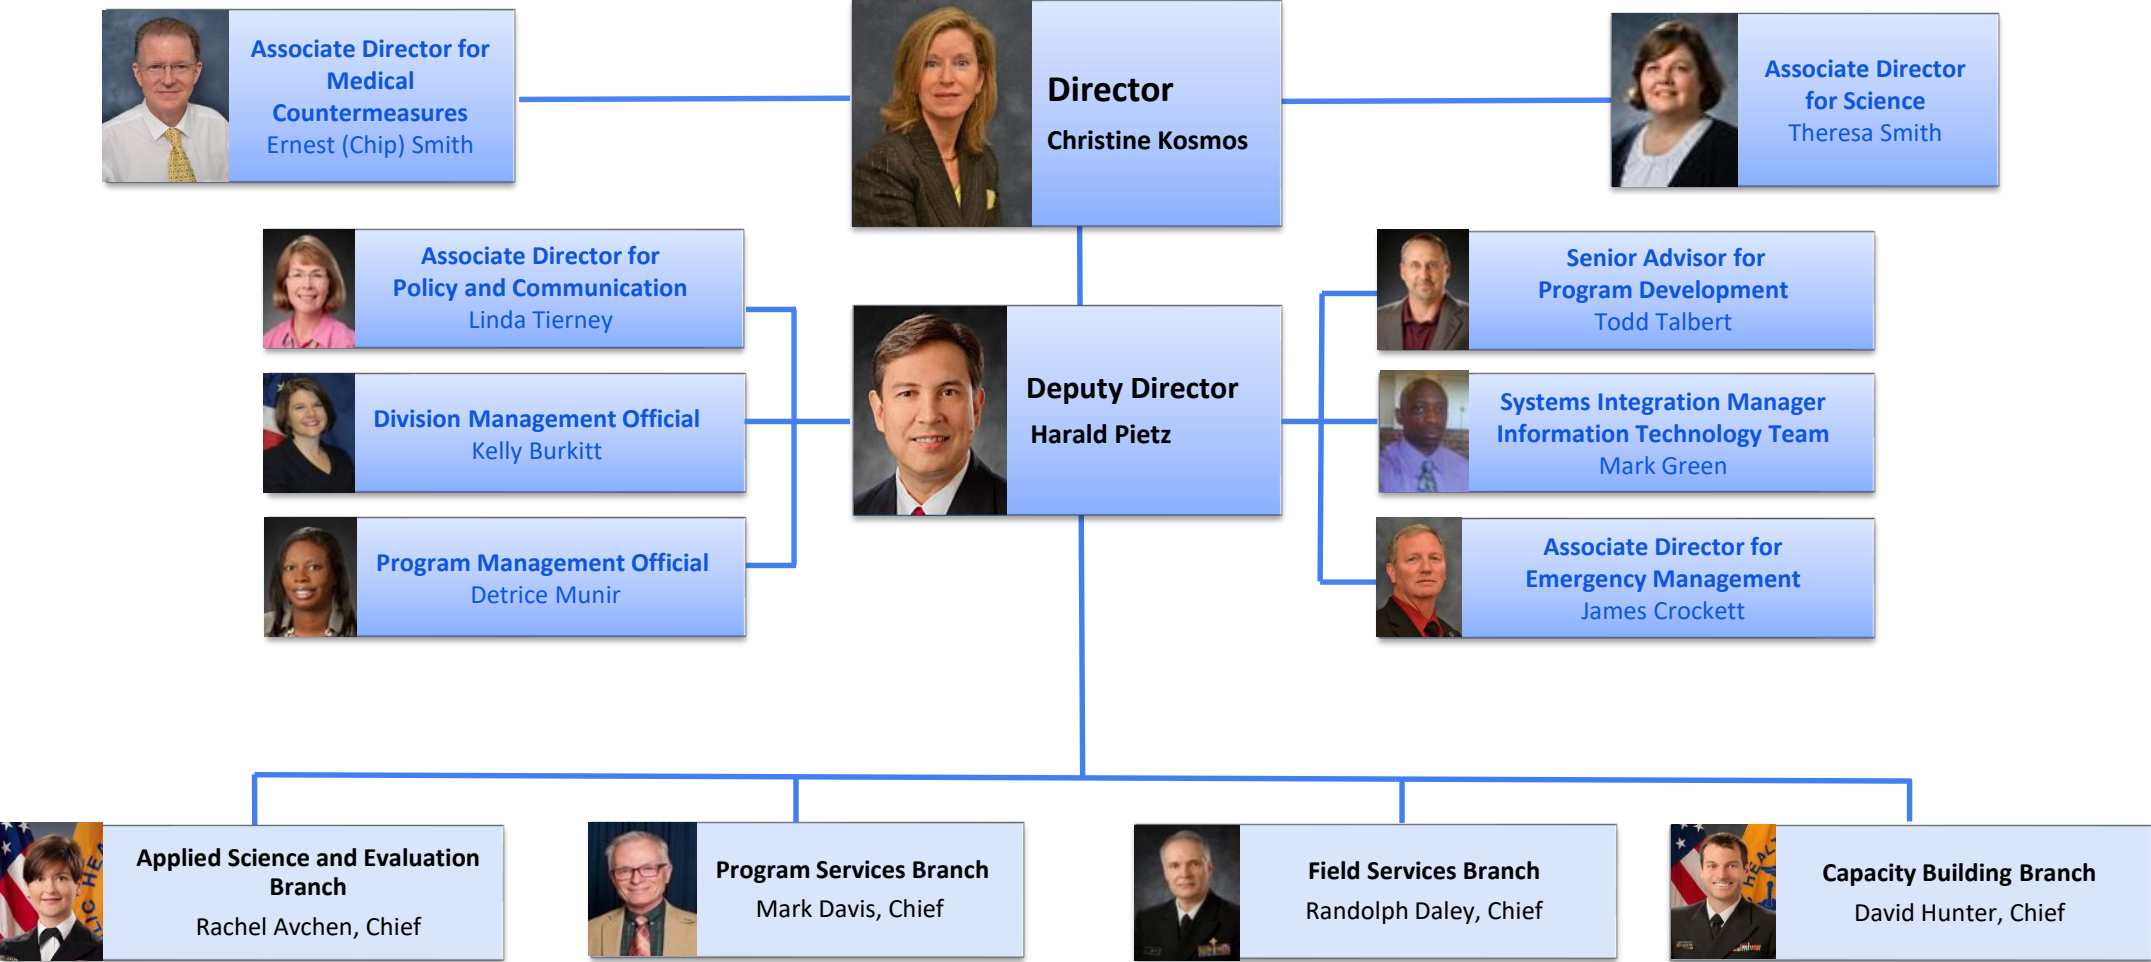 Associate Director for
Medical
Countermeasures
Ernest (Chip) Smith
Director
Christine Kosmos
Associate Director
for Science
Theresa Smith
Associate Director for
Policy and Communication
Linda Tierney
Division Management Official
Kelly Burkitt
Program Management Official
Detrice Munir
Deputy Director
Harald Pietz
Senior Advisor for
Program Development
Todd Talbert
Systems Integration Manager
Information Technology Team
Mark Green
Associate Director for
Emergency Management
James Crockett
Applied Science and Evaluation
Branch
Rachel Avchen, Chief
Program Services Branch
Mark Davis, Chief
Field Services Branch
Randolph Daley, Chief
Capacity Building Branch
David Hunter, Chief